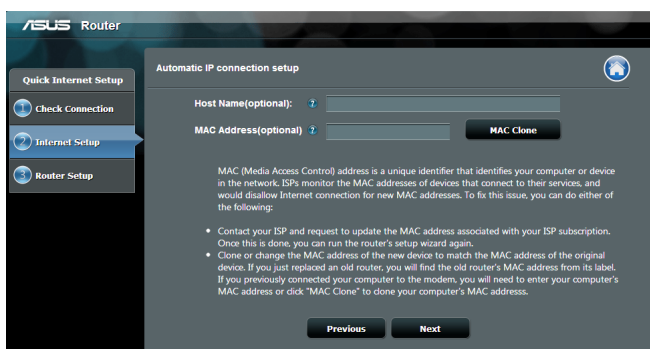 ASUS Router
Quick Internet Setup
1 Check Connection
2 Internet Setup
3 Router Setup
Automatic IP connection setup
Host Name(optional): ?
MAC Address(optional) ? MAC Clone
MAC (Media Access Control) address is a unique identifier that identifies your computer or device
in the network. ISPs monitor the MAC addresses of devices that connect to their services, and
would disallow Internet connection for new MAC addresses. To fix this issue, you can do either of
the following:
• Contact your ISP and request to update the MAC address associated with your ISP subscription.
Once this is done, you can run the router's setup wizard again.
• Clone or change the MAC address of the new device to match the MAC address of the original
device. If you just replaced an old router, you will find the old router's MAC address from its label.
If you previously connected your computer to the modem, you will need to enter your computer's
MAC address or click "MAC Clone" to clone your computer's MAC addresss.
Previous Next